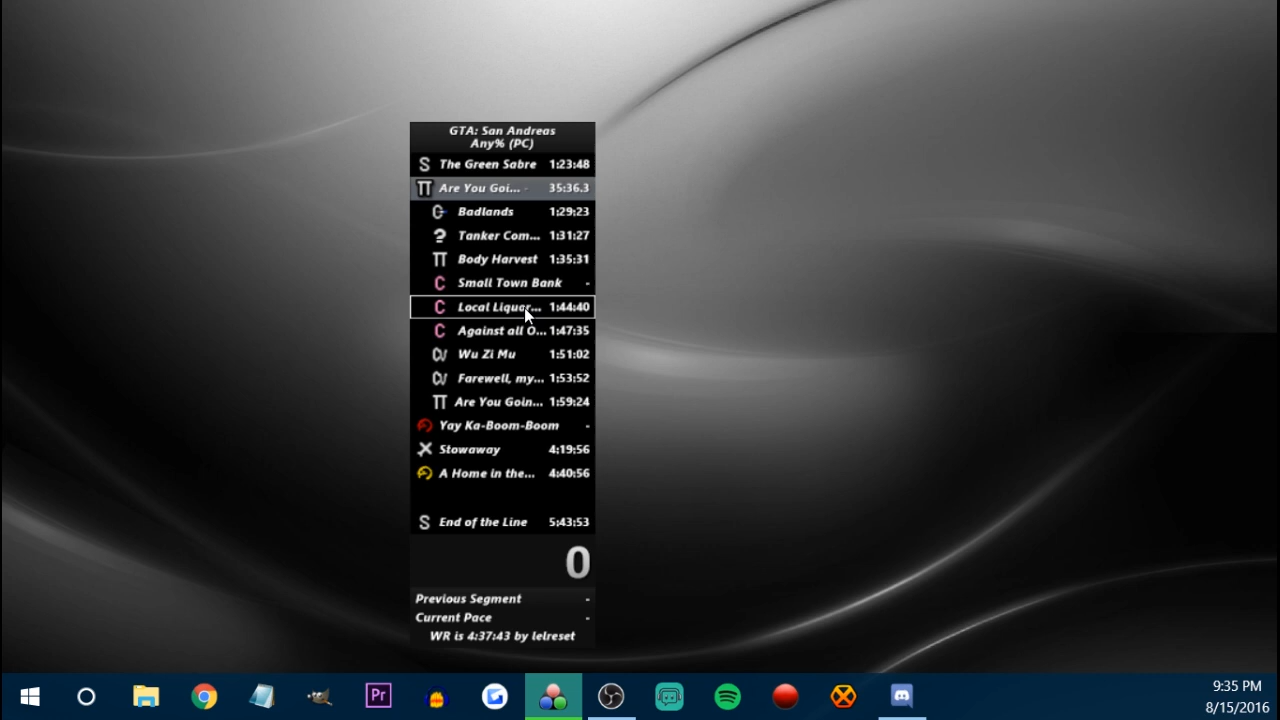 GTA: San Andreas
Any% (PC)
S The Green Sabre 1:23:48
Are You Goi... - 35:36.3
Badlands 1:29:23
? Tanker Com... 1:31:27
Body Harvest 1:35:31
C Small Town Bank -
C Local Liquor... 1:44:40
C Against all O... 1:47:35
Wu Zi Mu 1:51:02
Farewell, my... 1:53:52
Are You Goin... 1:59:24
Yay Ka-Boom-Boom -
Stowaway 4:19:56
A Home in the... 4:40:56
S End of the Line 5:43:53
0
Previous Segment -
Current Pace -
WR is 4:37:43 by lelreset
Pr
9:35 PM
8/15/2016